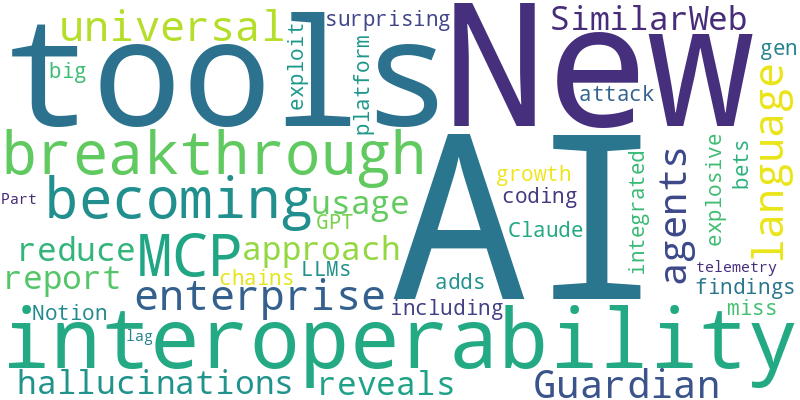 universal
surprising
SimilarWeb
big
tools
exploit
platform
New
attack
gen
language
breakthrough
growth
integrated
agents
explosive
bets
Part
becoming
usage
coding
GPT
Claude
reduce
MCP
approach
telemetry
report
chains
LLMs
adds
findings
enterprise
AI
including
miss
Notion
lag
interoperability
hallucinations
reveals
Guardian